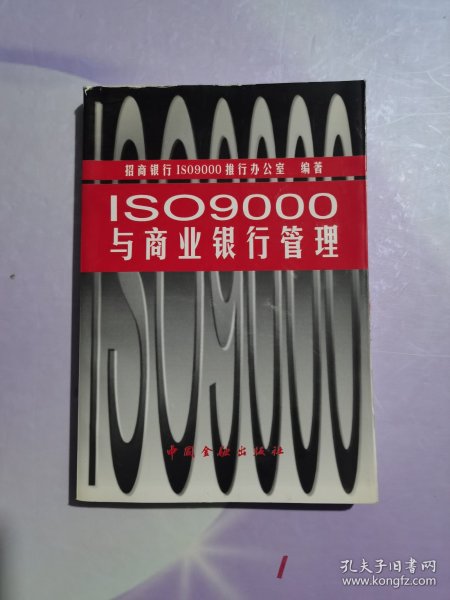 招商银行ISO9000推行办公室 编著
ISO9000
与商业银行管理
ISO9000
中国金融出版社
孔夫子旧书网
www.kongfz.com